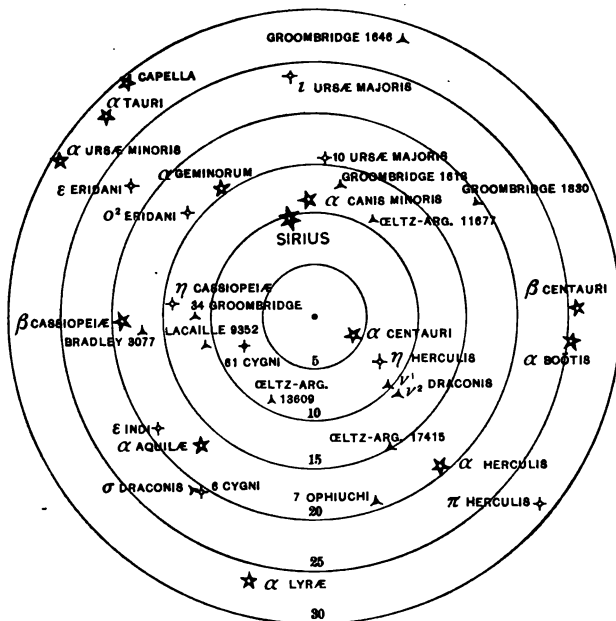 GROOMBRIDGE 1646
CAPELLA
ι URSÆ MAJORIS
α TAURI
α URSÆ MINORIS
10 URSÆ MAJORIS
α GEMINORUM
GROOMBRIDGE 1618
ε ERIDANI
GROOMBRIDGE 1830
α CANIS MINORIS
O² ERIDANI
ŒLTZ-ARG. 11677
SIRIUS
η CASSIOPEIÆ
β CENTAURI
34 GROOMBRIDGE
β CASSIOPEIÆ
LACAILLE 9352
α CENTAURI
BRADLEY 3077
α BOÖTIS
61 CYGNI
η HERCULIS
5
ν¹
ŒLTZ-ARG.
ν² DRACONIS
13609
10
ε INDI
α AQUILÆ
ŒLTZ-ARG. 17415
15
α HERCULIS
σ DRACONIS
6 CYGNI
7 OPHIUCHI
π HERCULIS
20
25
α LYRÆ
30